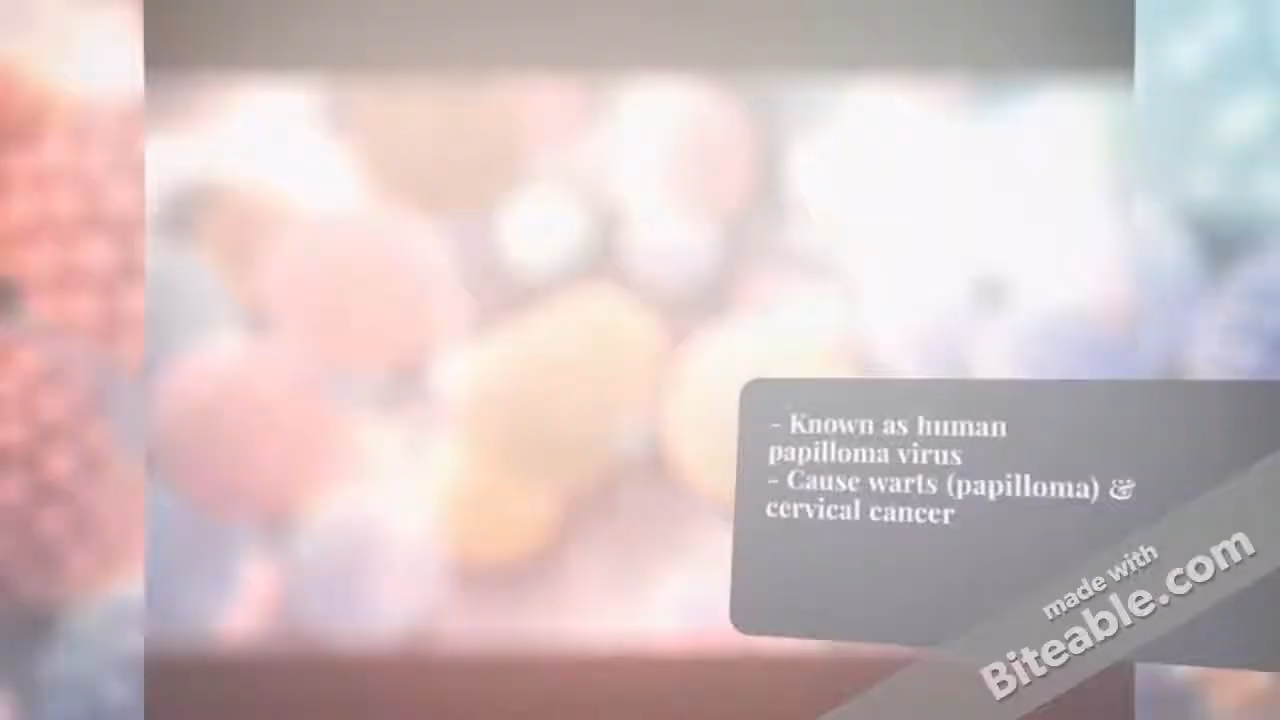 - Known as human
papilloma virus
- Cause warts (papilloma) &
cervical cancer
made with
Biteable.com